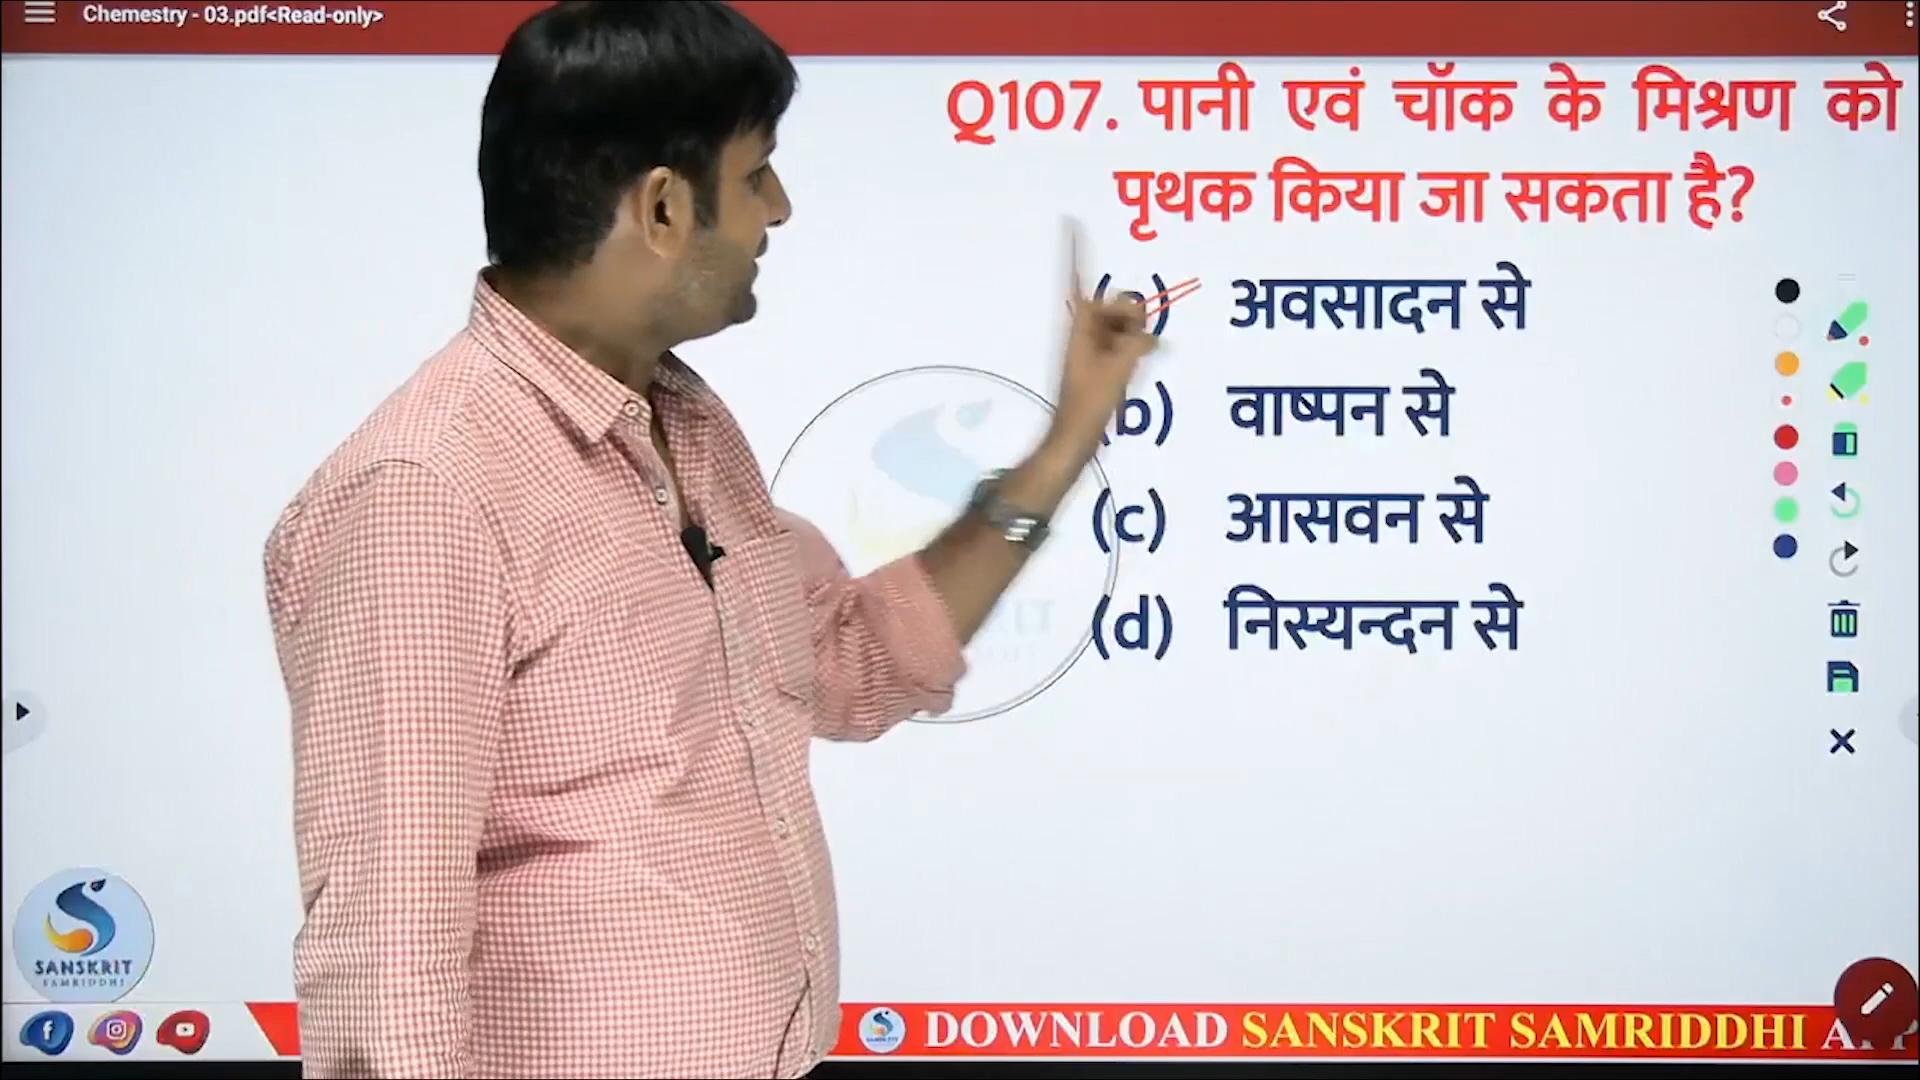 Chemestry - 03.pdf<Read-only>
Q107. पानी एवं चॉक के मिश्रण को
पृथक किया जा सकता है?
अवसादन से
(b) वाष्पन से
(c) आसवन से
(d) निस्यन्दन से
SANSKRIT
SAMRIDDHI
DOWNLOAD SANSKRIT SAMRIDDHI